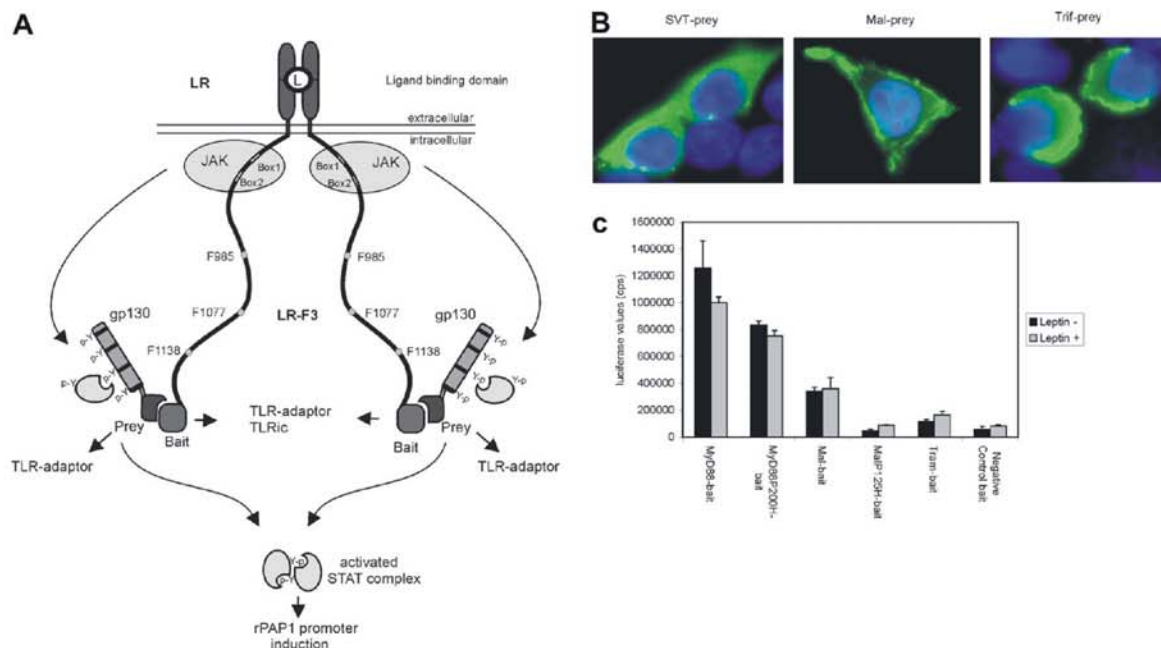 A
LR
L
Ligand binding domain
extracellular
intracellular
JAK
Box1
Box2
Box1
Box2
JAK
F985
F985
gp130
F1077
LR-F3
F1077
gp130
F1138
F1138
P-Y
P-Y
P-Y
P-Y
P-Y
Y-p
Y-p
Y-p
Y-p
Y-p
Prey
Bait
TLR-adaptor
TLRic
Bait
Prey
TLR-adaptor
TLR-adaptor
Y-p
p-Y
activated
STAT complex
rPAP1 promoter
induction
B
SVT-prey
Mal-prey
Trif-prey
C
luciferase values (cps)
1600000
1400000
1200000
1000000
800000
600000
400000
200000
0
MyD88-bait
MyD88P200H-
bait
Mal-bait
MalP125H-bait
Tram-bait
Negative
Control bait
Leptin -
Leptin +